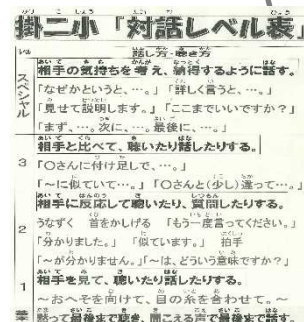 掛二小「対話レベル表」
話し方・聴き方
スペシャル
相手の気持ちを考え、納得するように話す。
「なぜかというと、…。」「詳しく言うと、…。」
「見せて説明します。」「ここまでいいですか？」
「まず、…。次に、…。最後に、…。」
3
相手と比べて、聴いたり話したりする。
「〇さんに付け足しで、…。」
「～に似ていて…。」「〇さんと(少し)違って…。」
2
相手に反応して聴いたり、質問したりする。
うなずく　首をかしげる　「もう一度言ってください。」
「分かりました。」「似ています。」拍手
「～が分かりません。」「～は、どういう意味ですか？」
1
相手を見て、聴いたり話したりする。
～おへそを向けて、目の糸を合わせて。～
黙って最後まで聴き、聞こえる声で最後まで話す。